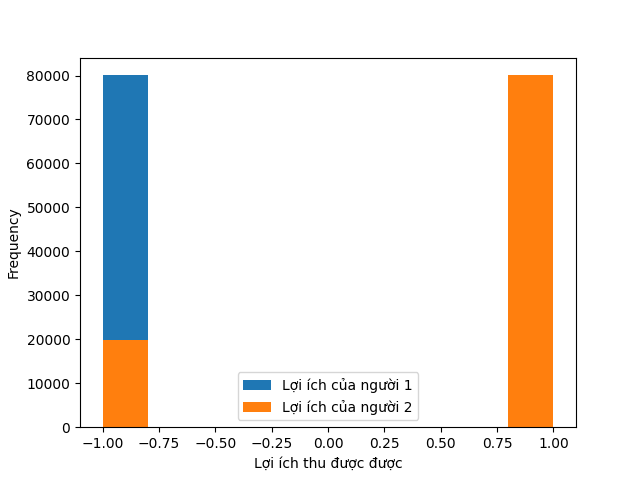 80000
70000
60000
50000
40000
30000
20000
10000
0
Frequency
Lợi ích của người 1
Lợi ích của người 2
−1.00 −0.75 −0.50 −0.25 0.00 0.25 0.50 0.75 1.00
Lợi ích thu được được